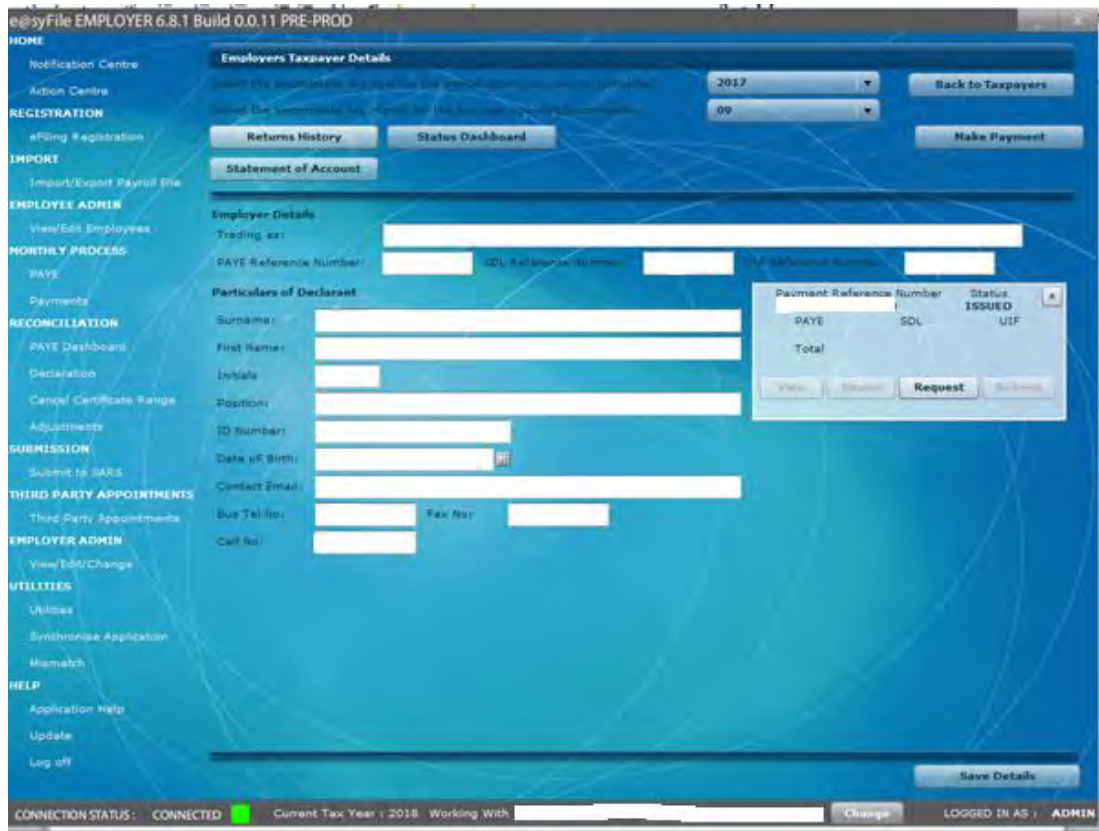 e@syFile EMPLOYER 6.8.1 Build 0.0.11 PRE-PROD
HOME
Notification Centre
Action Centre
REGISTRATION
eFiling Registration
IMPORT
Import/Export Payroll File
EMPLOYEE ADMIN
View/Edit Employees
MONTHLY PROCESS
PAYE
Payments
RECONCILIATION
PAYE Dashboard
Declaration
Cancel Certificate Range
Adjustments
SUBMISSION
Submit to SARS
THIRD PARTY APPOINTMENTS
Third Party Appointments
EMPLOYER ADMIN
View/Edit/Change
UTILITIES
Utilities
Synchronise Application
Mismatch
HELP
Application Help
Update
Log off
Employers Taxpayer Details
2017
Back to Taxpayers
09
Returns History Status Dashboard Make Payment
Statement of Account
Employer Details
Trading as:
PAYE Reference Number: SDL Reference Number: Reference Number:
Particulars of Declarant
Surname:
First Name:
Initials
Position:
ID Number:
Date of Birth:
Contact Email:
Bus Tel No: Fax No:
Cell No:
Payment Reference Number Status x
ISSUED
PAYE SDL UIF
Total
View Request
Save Details
CONNECTION STATUS : CONNECTED Current Tax Year : 2018 Working With Change LOGGED IN AS : ADMIN